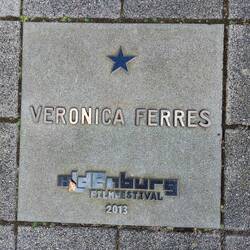 VERONICA FERRES
oldenburg
FILMFESTIVAL
2013